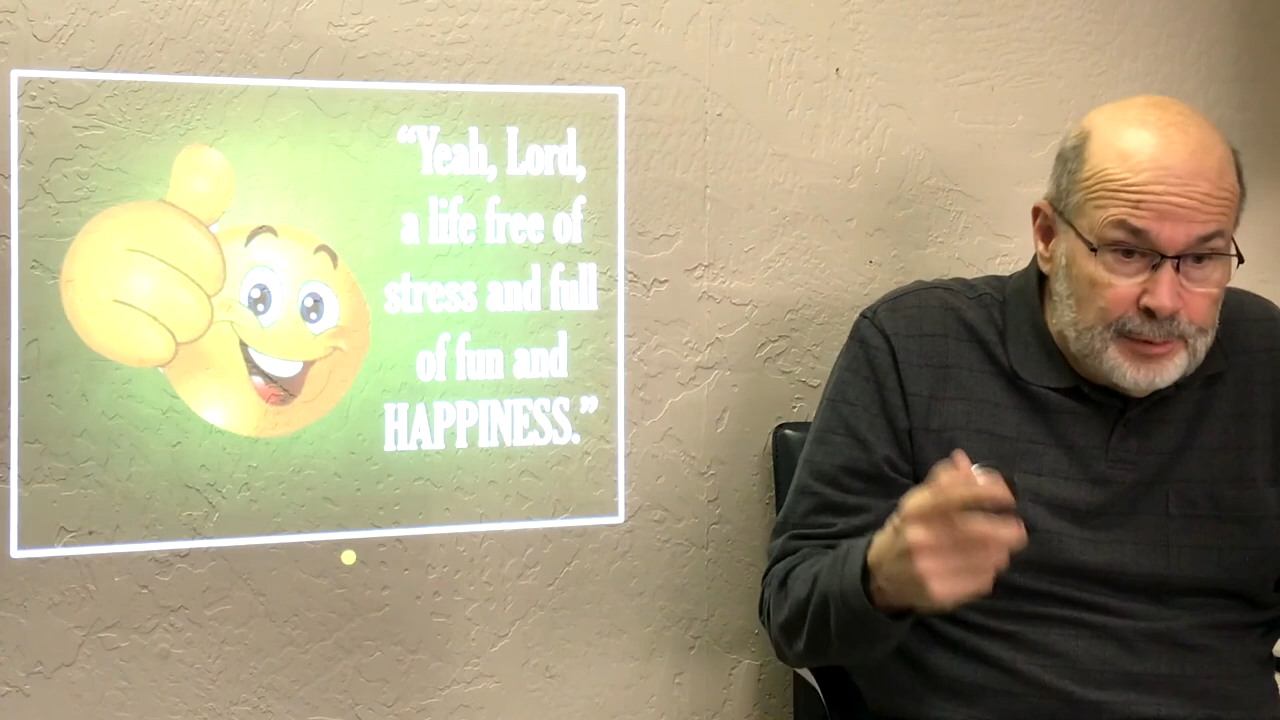 “Yeah, Lord,
a life free of
stress and full
of fun and
HAPPINESS.”